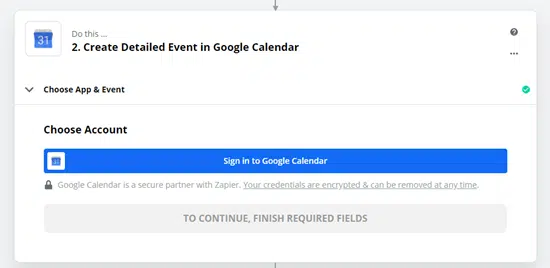 Do this ...
2. Create Detailed Event in Google Calendar
Choose App & Event
Choose Account
31
Sign in to Google Calendar
Google Calendar is a secure partner with Zapier. Your credentials are encrypted & can be removed at any time.
TO CONTINUE, FINISH REQUIRED FIELDS